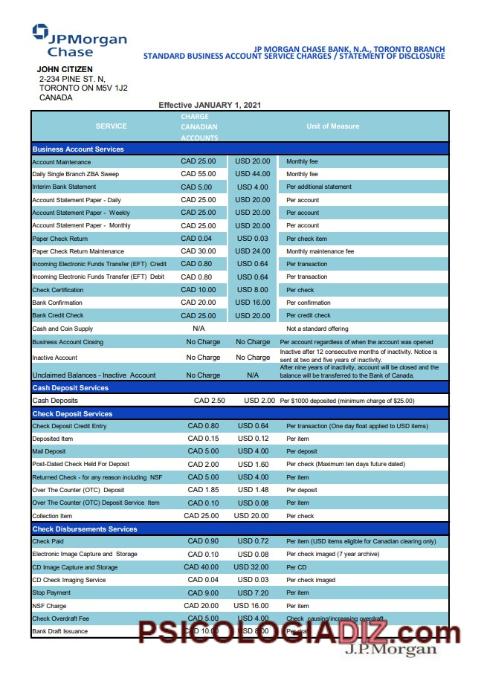 JPMorgan
Chase
JP MORGAN CHASE BANK, N.A., TORONTO BRANCH
STANDARD BUSINESS ACCOUNT SERVICE CHARGES / STATEMENT OF DISCLOSURE
JOHN CITIZEN
2-234 PINE ST. N,
TORONTO ON M5V 1J2
CANADA
Effective JANUARY 1, 2021
SERVICE CHARGE CANADIAN ACCOUNTS Unit of Measure
Business Account Services
Account Maintenance CAD 25.00 USD 20.00 Monthly fee
Daily Single Branch ZBA Sweep CAD 55.00 USD 44.00 Monthly fee
Interim Bank Statement CAD 5.00 USD 4.00 Per additional statement
Account Statement Paper - Daily CAD 25.00 USD 20.00 Per account
Account Statement Paper - Weekly CAD 25.00 USD 20.00 Per account
Account Statement Paper - Monthly CAD 25.00 USD 20.00 Per account
Paper Check Return CAD 0.04 USD 0.03 Per check item
Paper Check Return Maintenance CAD 30.00 USD 24.00 Monthly maintenance fee
Incoming Electronic Funds Transfer (EFT) Credit CAD 0.80 USD 0.64 Per transaction
Incoming Electronic Funds Transfer (EFT) Debit CAD 0.80 USD 0.64 Per transaction
Check Certification CAD 10.00 USD 8.00 Per check
Bank Confirmation CAD 20.00 USD 16.00 Per confirmation
Bank Credit Check CAD 25.00 USD 20.00 Per credit check
Cash and Coin Supply N/A Not a standard offering
Business Account Closing No Charge No Charge Per account regardless of when the account was opened
Inactive Account No Charge No Charge Inactive after 12 consecutive months of inactivity. Notice is
sent at two and five years of inactivity.
Unclaimed Balances - Inactive Account No Charge N/A After nine years of inactivity, account will be closed and the
balance will be transferred to the Bank of Canada.
Cash Deposit Services
Cash Deposits CAD 2.50 USD 2.00 Per $1000 deposited (minimum charge of $25.00)
Check Deposit Services
Check Deposit Credit Entry CAD 0.80 USD 0.64 Per transaction (One day float applied to USD items)
Deposited Item CAD 0.15 USD 0.12 Per item
Mail Deposit CAD 5.00 USD 4.00 Per deposit
Post-Dated Check Held For Deposit CAD 2.00 USD 1.60 Per check (Maximum ten days future dated)
Returned Check - for any reason including NSF CAD 5.00 USD 4.00 Per item
Over The Counter (OTC) Deposit CAD 1.85 USD 1.48 Per deposit
Over The Counter (OTC) Deposit Service Item CAD 0.10 USD 0.08 Per item
Collection Item CAD 25.00 USD 20.00 Per check
Check Disbursements Services
Check Paid CAD 0.90 USD 0.72 Per item (USD items eligible for Canadian clearing only)
Electronic Image Capture and Storage CAD 0.10 USD 0.08 Per check imaged (7 year archive)
CD Image Capture and Storage CAD 40.00 USD 32.00 Per CD
CD Check Imaging Service CAD 0.04 USD 0.03 Per check imaged
Stop Payment CAD 9.00 USD 7.20 Per item
NSF Charge CAD 20.00 USD 16.00 Per item
Check Overdraft Fee CAD 5.00 USD 4.00 Check causing/increasing overdraft
Bank Draft Issuance CAD 10.00 USD 8.00 Per
PSICOLOGIADIZ.com
J.P.Morgan